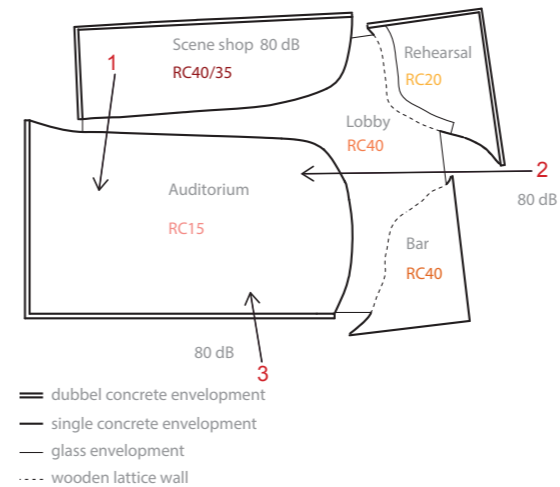 Scene shop 80 dB
RC40/35
1
Rehearsal
RC20
Lobby
RC40
2
80 dB
Auditorium
RC15
Bar
RC40
80 dB
3
dubbel concrete envelopment
single concrete envelopment
glass envelopment
wooden lattice wall